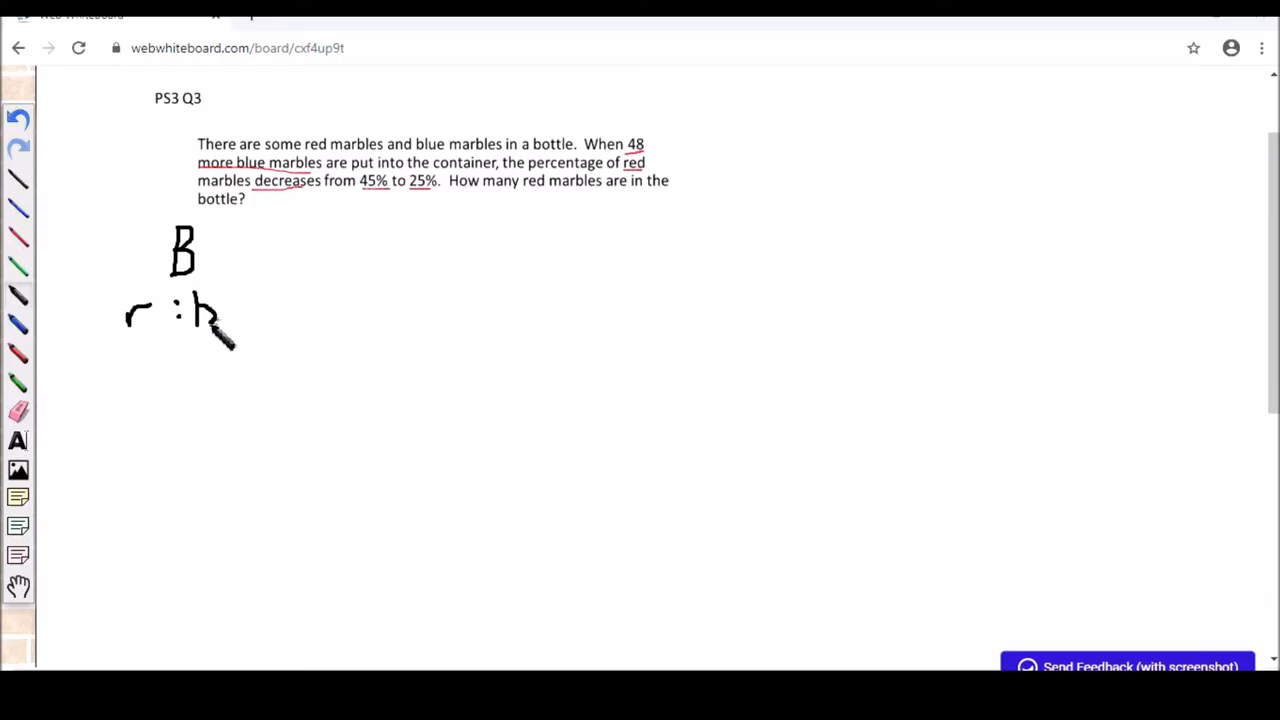 webwhiteboard.com/board/cxf4up9t
PS3 Q3
There are some red marbles and blue marbles in a bottle. When 48
more blue marbles are put into the container, the percentage of red
marbles decreases from 45% to 25%. How many red marbles are in the
bottle?
B
r : b
A
Send Feedback (with screenshot)